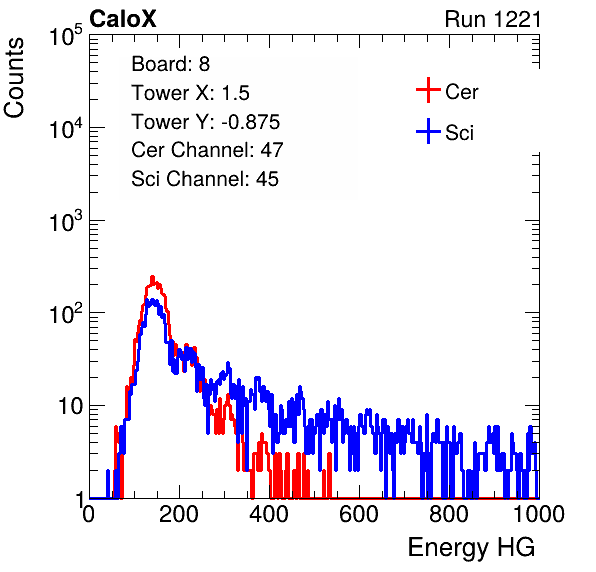 CaloX Run 1221
Counts
10^5
10^4
10^3
10^2
10
1
Board: 8
Tower X: 1.5
Tower Y: -0.875
Cer Channel: 47
Sci Channel: 45
Cer
Sci
0 200 400 600 800 1000
Energy HG